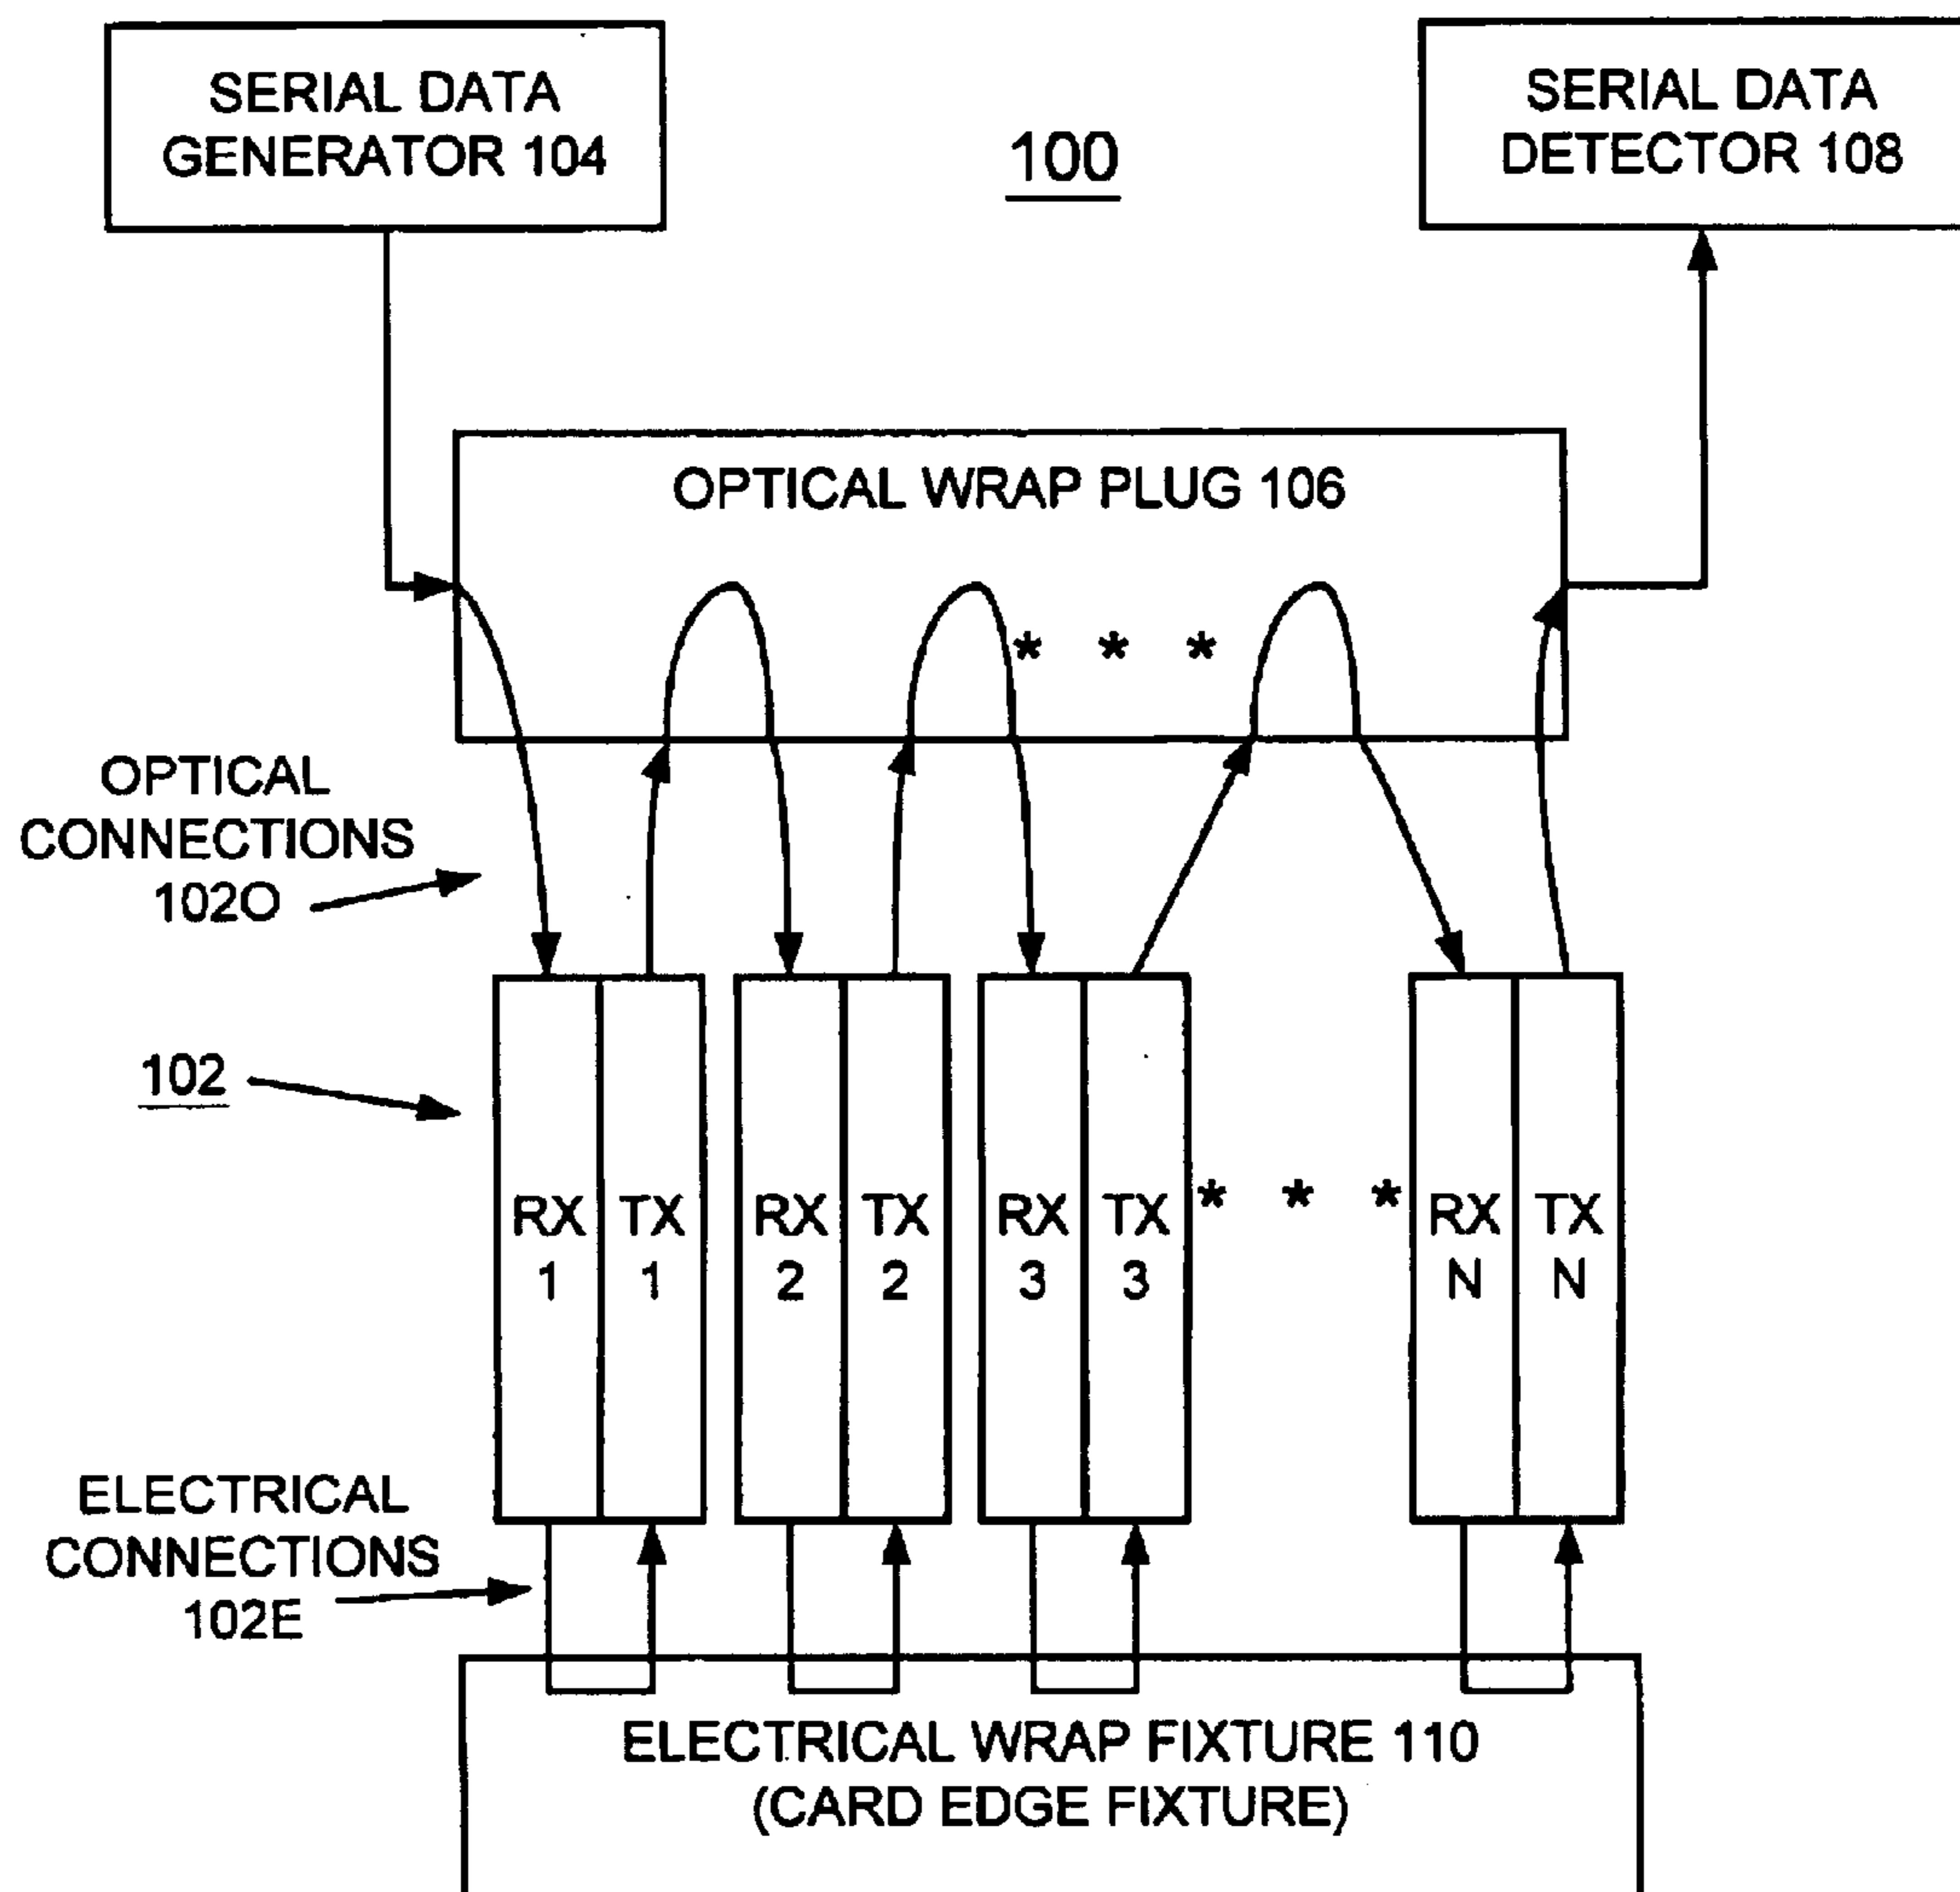 SERIAL DATA
GENERATOR 104
100
SERIAL DATA
DETECTOR 108
OPTICAL WRAP PLUG 106
* * *
OPTICAL
CONNECTIONS
102O
102
RX
1
TX
1
RX
2
TX
2
RX
3
TX
3
* * *
RX
N
TX
N
ELECTRICAL
CONNECTIONS
102E
ELECTRICAL WRAP FIXTURE 110
(CARD EDGE FIXTURE)